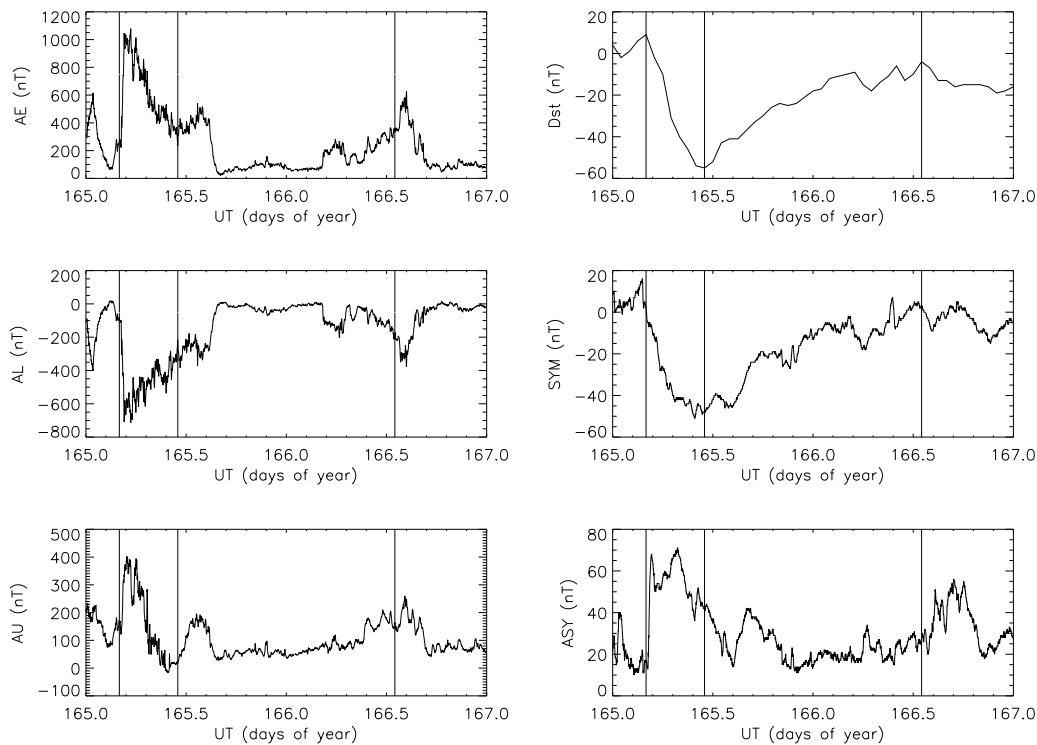 1200
1000
800
600
400
200
0
AE (nT)
165.0 165.5 166.0 166.5 167.0
UT (days of year)
20
0
−20
−40
−60
Dst (nT)
165.0 165.5 166.0 166.5 167.0
UT (days of year)
200
0
−200
−400
−600
−800
AL (nT)
165.0 165.5 166.0 166.5 167.0
UT (days of year)
20
0
−20
−40
−60
SYM (nT)
165.0 165.5 166.0 166.5 167.0
UT (days of year)
500
400
300
200
100
0
−100
AU (nT)
165.0 165.5 166.0 166.5 167.0
UT (days of year)
80
60
40
20
0
ASY (nT)
165.0 165.5 166.0 166.5 167.0
UT (days of year)